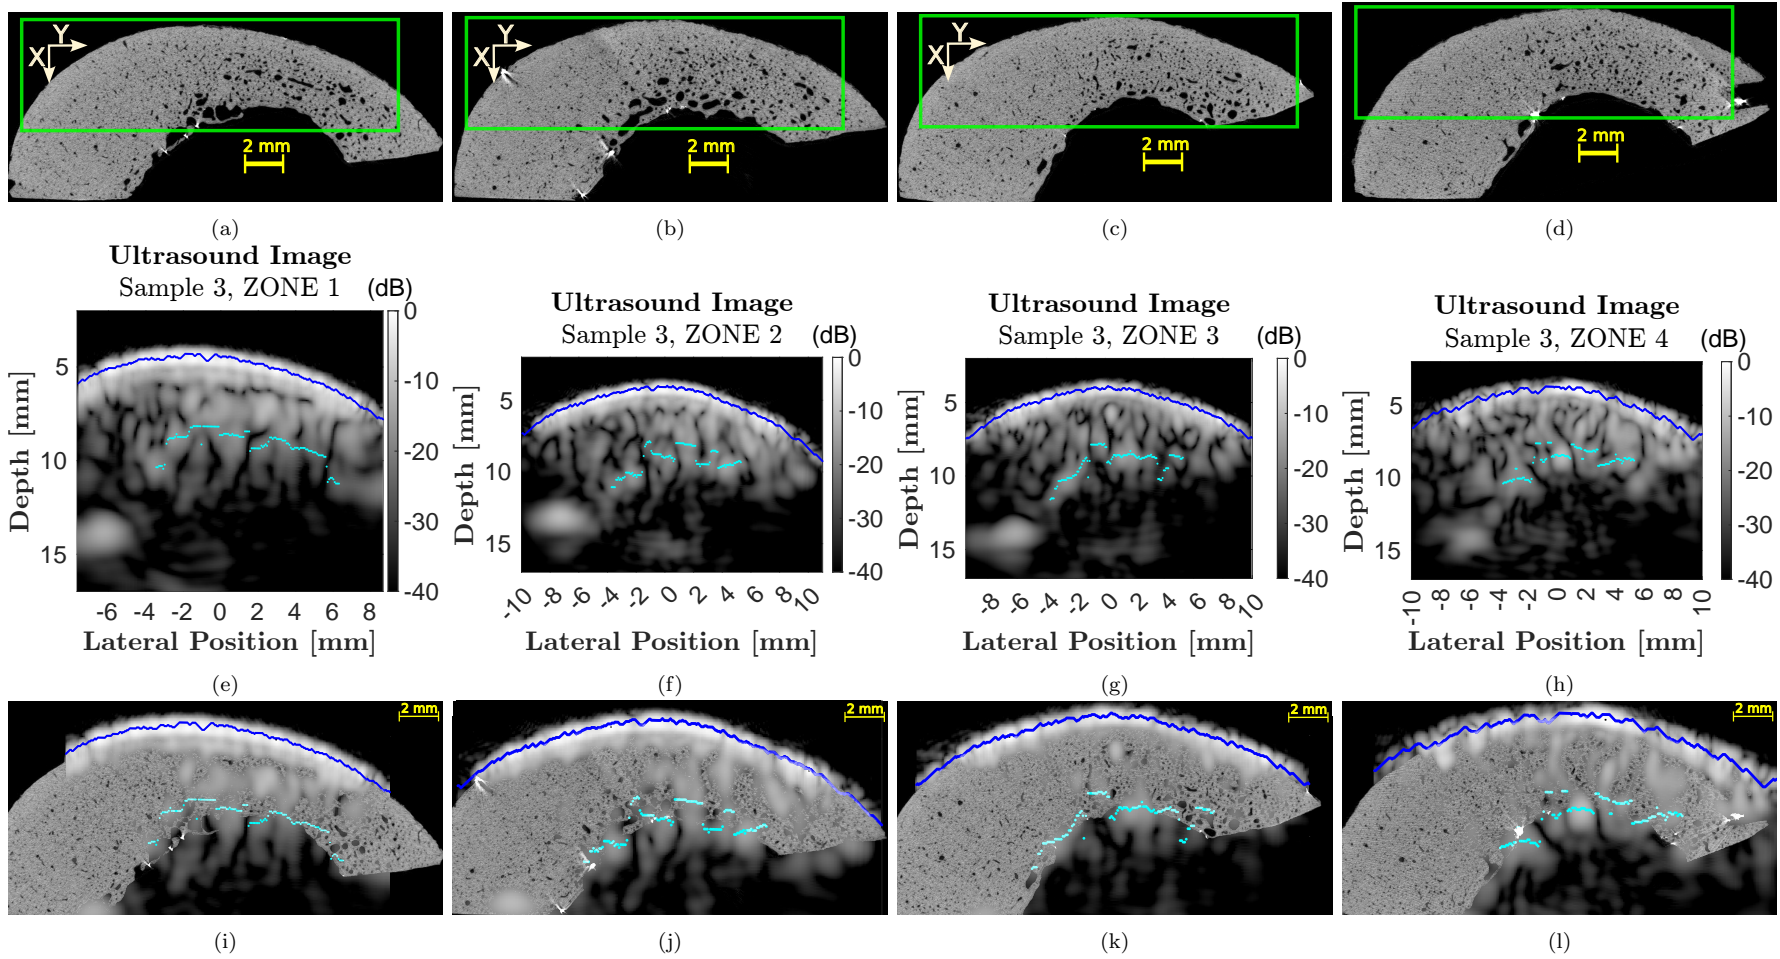 Y
X
2 mm
Y
X
2 mm
Y
X
2 mm
2 mm
(a)
(b)
(c)
(d)
Ultrasound Image
Sample 3, ZONE 1
(dB)
0
-10
-20
-30
-40
5
10
15
Depth [mm]
-6 -4 -2 0 2 4 6 8
Lateral Position [mm]
Ultrasound Image
Sample 3, ZONE 2
(dB)
0
-10
-20
-30
-40
5
10
15
Depth [mm]
-10 -8 -6 -4 -2 0 2 4 6 8 10
Lateral Position [mm]
Ultrasound Image
Sample 3, ZONE 3
(dB)
0
-10
-20
-30
-40
5
10
15
Depth [mm]
-8 -6 -4 -2 0 2 4 6 8 10
Lateral Position [mm]
Ultrasound Image
Sample 3, ZONE 4
(dB)
0
-10
-20
-30
-40
5
10
15
Depth [mm]
-10 -8 -6 -4 -2 0 2 4 6 8 10
Lateral Position [mm]
(e)
(f)
(g)
(h)
2 mm
2 mm
2 mm
2 mm
(i)
(j)
(k)
(l)